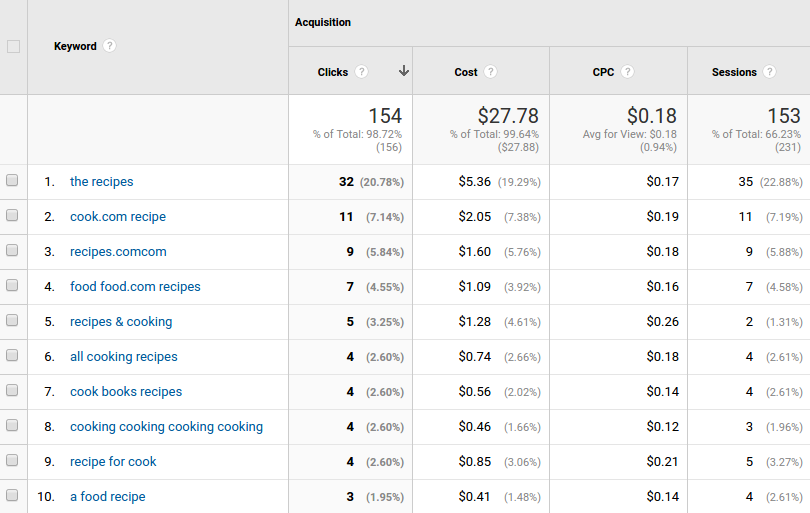 Acquisition
Keyword ?
Clicks ? Cost ? CPC ? Sessions ?
154 $27.78 $0.18 153
% of Total: 98.72% % of Total: 99.64% Avg for View: $0.18 % of Total: 66.23%
(156) ($27.88) (0.94%) (231)
1. the recipes 32 (20.78%) $5.36 (19.29%) $0.17 35 (22.88%)
2. cook.com recipe 11 (7.14%) $2.05 (7.38%) $0.19 11 (7.19%)
3. recipes.comcom 9 (5.84%) $1.60 (5.76%) $0.18 9 (5.88%)
4. food food.com recipes 7 (4.55%) $1.09 (3.92%) $0.16 7 (4.58%)
5. recipes & cooking 5 (3.25%) $1.28 (4.61%) $0.26 2 (1.31%)
6. all cooking recipes 4 (2.60%) $0.74 (2.66%) $0.18 4 (2.61%)
7. cook books recipes 4 (2.60%) $0.56 (2.02%) $0.14 4 (2.61%)
8. cooking cooking cooking cooking 4 (2.60%) $0.46 (1.66%) $0.12 3 (1.96%)
9. recipe for cook 4 (2.60%) $0.85 (3.06%) $0.21 5 (3.27%)
10. a food recipe 3 (1.95%) $0.41 (1.48%) $0.14 4 (2.61%)